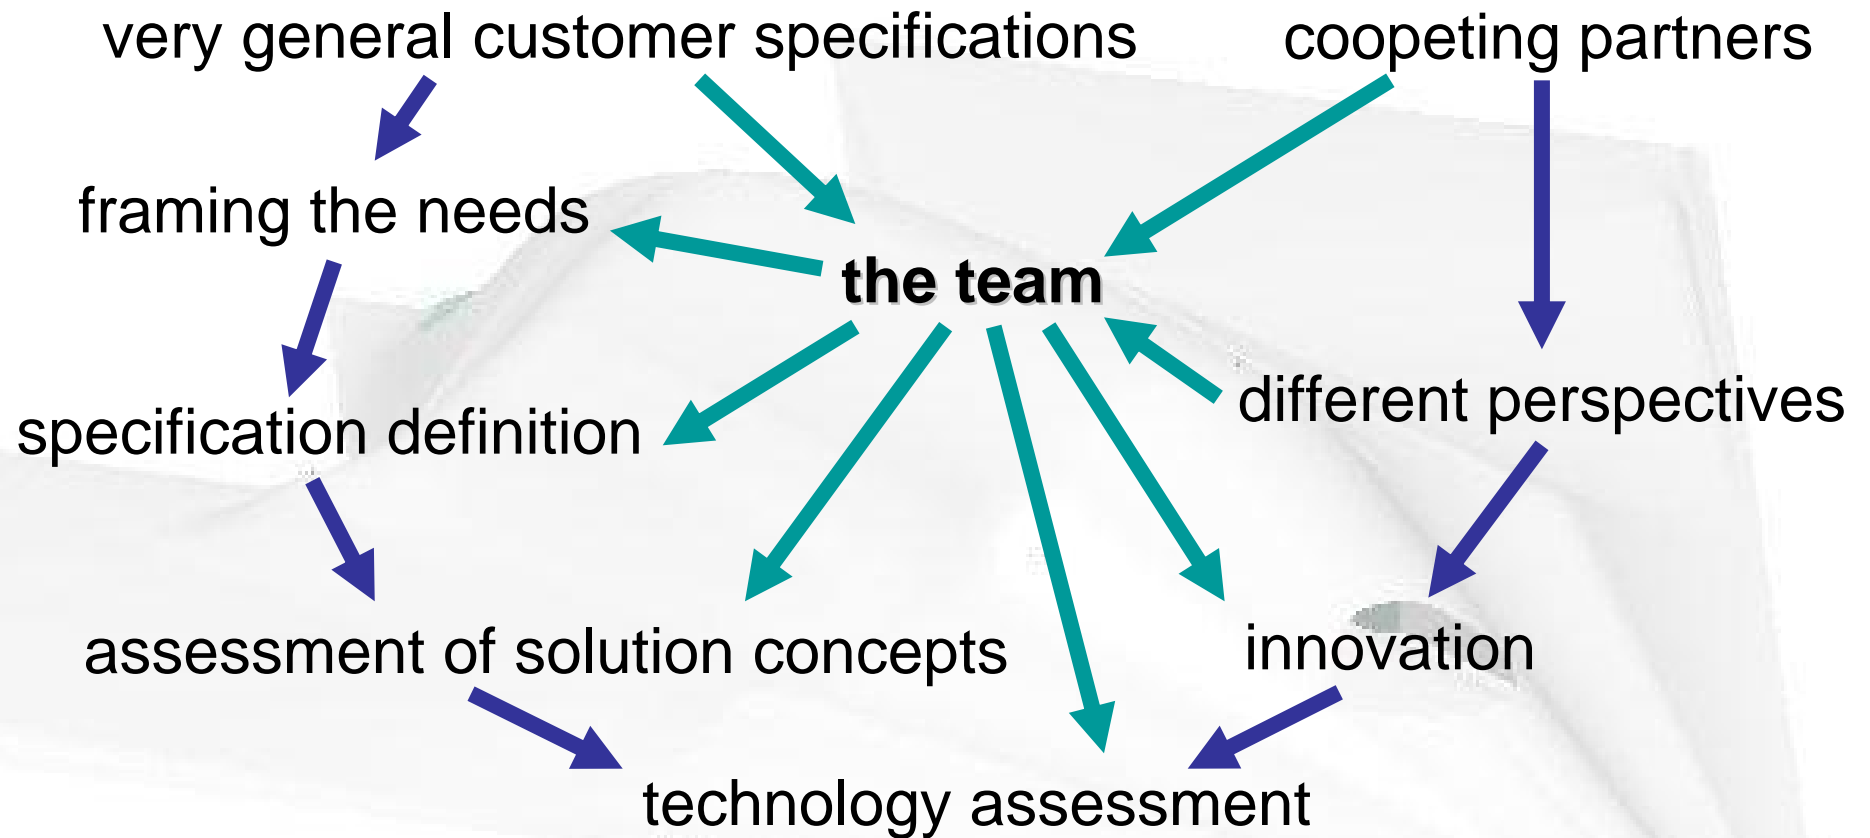 very general customer specifications
coopeting partners
framing the needs
the team
different perspectives
specification definition
assessment of solution concepts
innovation
technology assessment